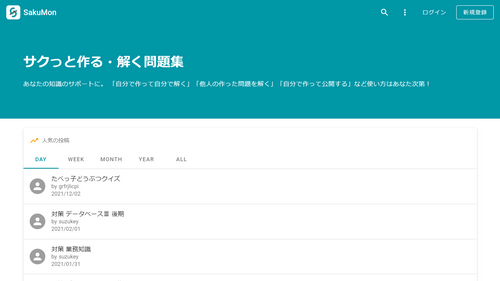 SakuMon
ログイン
新規登録
サクっと作る・解く問題集
あなたの知識のサポートに。「自分で作って自分で解く」「他人の作った問題を解く」「自分で作って公開する」など使い方はあなた次第！
人気の投稿
DAY WEEK MONTH YEAR ALL
たべっ子どうぶつクイズ
by grfrjlicpi
2021/12/02
対策 データベースⅢ 後期
by suzukey
2021/02/01
対策 業務知識
by suzukey
2021/01/31